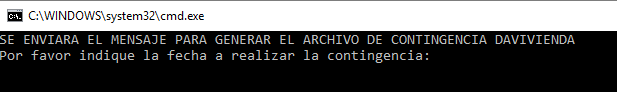 C:\WINDOWS\system32\cmd.exe
SE ENVIARA EL MENSAJE PARA GENERAR EL ARCHIVO DE CONTINGENCIA DAVIVIENDA
Por favor indique la fecha a realizar la contingencia: